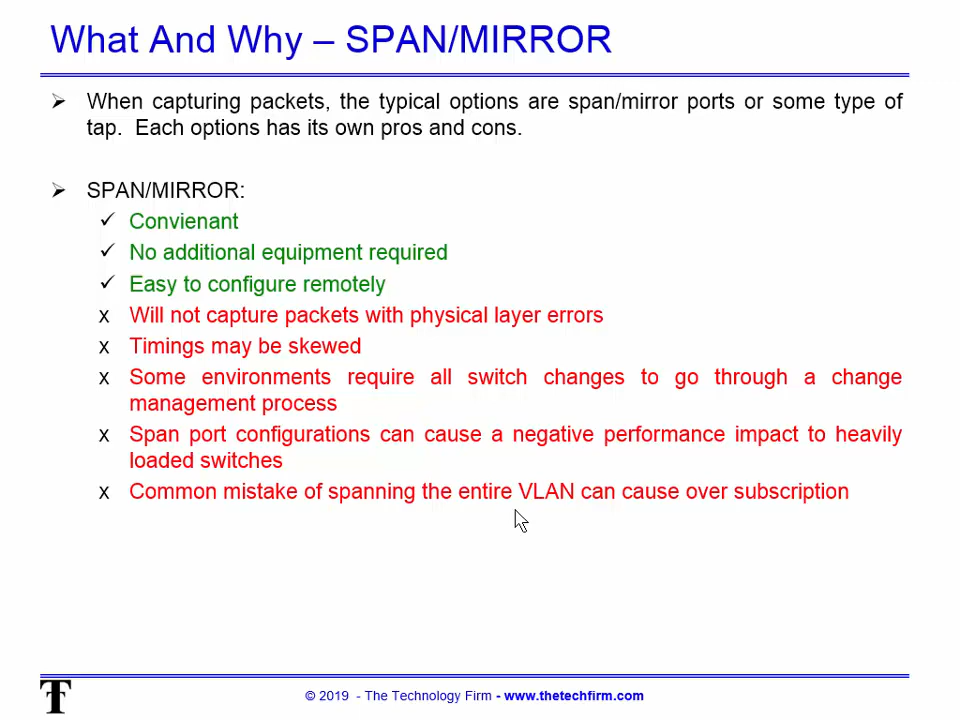 What And Why – SPAN/MIRROR
➢ When capturing packets, the typical options are span/mirror ports or some type of
tap.  Each options has its own pros and cons.
➢ SPAN/MIRROR:
✓ Convienant
✓ No additional equipment required
✓ Easy to configure remotely
x Will not capture packets with physical layer errors
x Timings may be skewed
x Some environments require all switch changes to go through a change
management process
x Span port configurations can cause a negative performance impact to heavily
loaded switches
x Common mistake of spanning the entire VLAN can cause over subscription
TF
© 2019  - The Technology Firm - www.thetechfirm.com